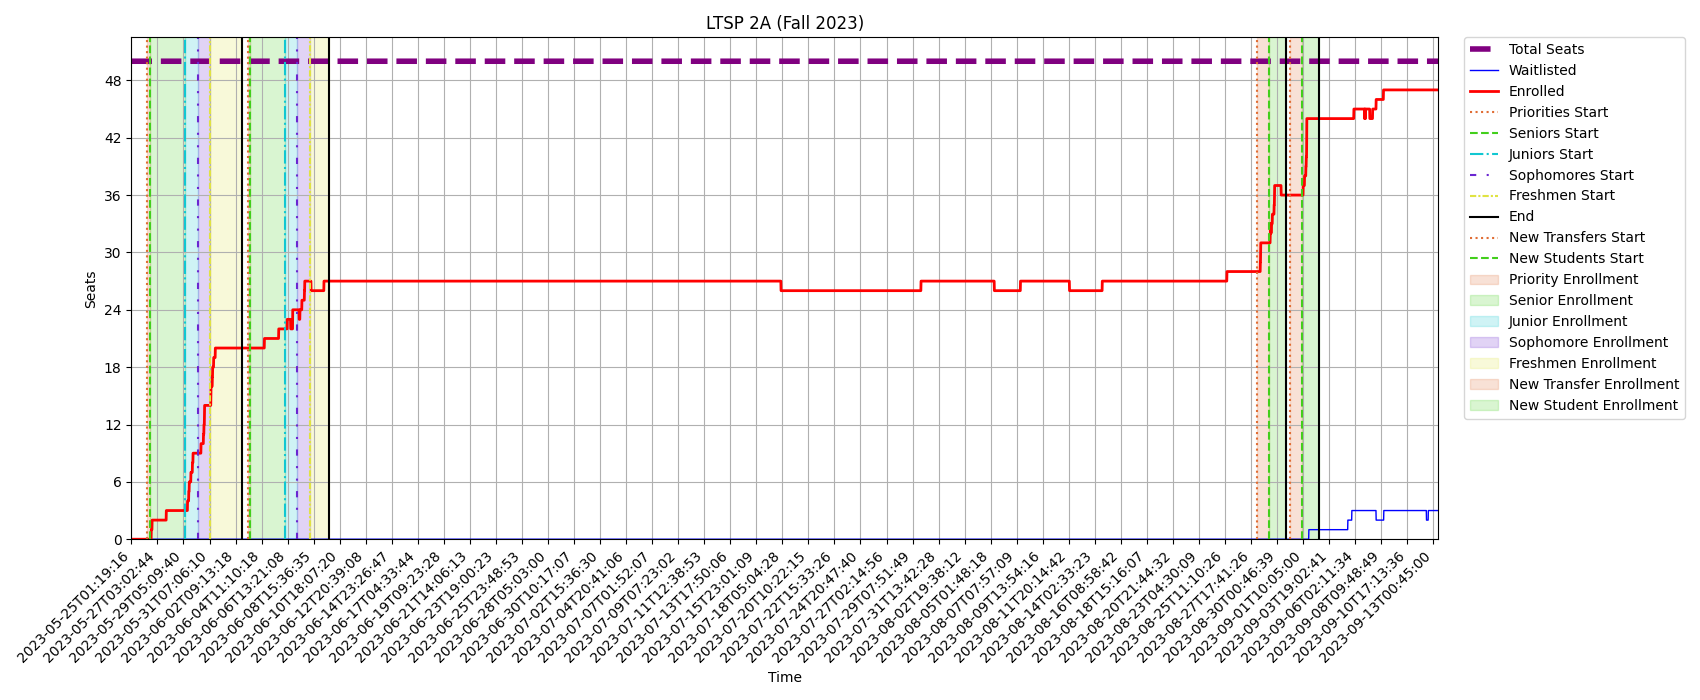 LTSP 2A (Fall 2023)
Seats
48
42
36
30
24
18
12
6
0
2023-05-25T01:19:16
2023-05-27T03:02:44
2023-05-29T05:09:40
2023-05-31T07:06:10
2023-06-02T09:13:18
2023-06-04T11:10:18
2023-06-06T13:21:08
2023-06-08T15:36:35
2023-06-10T18:07:20
2023-06-12T20:39:08
2023-06-14T23:26:47
2023-06-17T04:33:44
2023-06-19T09:23:28
2023-06-21T14:06:13
2023-06-23T19:00:23
2023-06-25T23:48:53
2023-06-28T05:03:00
2023-06-30T10:17:07
2023-07-02T15:36:30
2023-07-04T20:41:06
2023-07-07T01:52:07
2023-07-09T07:23:02
2023-07-11T12:38:53
2023-07-13T17:50:06
2023-07-15T23:01:09
2023-07-18T05:04:28
2023-07-20T10:22:15
2023-07-22T15:33:26
2023-07-24T20:47:40
2023-07-27T02:14:56
2023-07-29T07:51:49
2023-07-31T13:42:28
2023-08-02T19:38:12
2023-08-05T01:48:18
2023-08-07T07:57:09
2023-08-09T13:54:16
2023-08-11T20:14:42
2023-08-14T02:33:23
2023-08-16T08:58:42
2023-08-18T15:16:07
2023-08-20T21:44:32
2023-08-23T04:30:09
2023-08-25T11:10:26
2023-08-27T17:41:26
2023-08-30T00:46:39
2023-09-01T10:05:00
2023-09-03T19:02:41
2023-09-06T02:11:34
2023-09-08T09:48:49
2023-09-10T17:13:36
2023-09-13T00:45:00
Time
Total Seats
Waitlisted
Enrolled
Priorities Start
Seniors Start
Juniors Start
Sophomores Start
Freshmen Start
End
New Transfers Start
New Students Start
Priority Enrollment
Senior Enrollment
Junior Enrollment
Sophomore Enrollment
Freshmen Enrollment
New Transfer Enrollment
New Student Enrollment